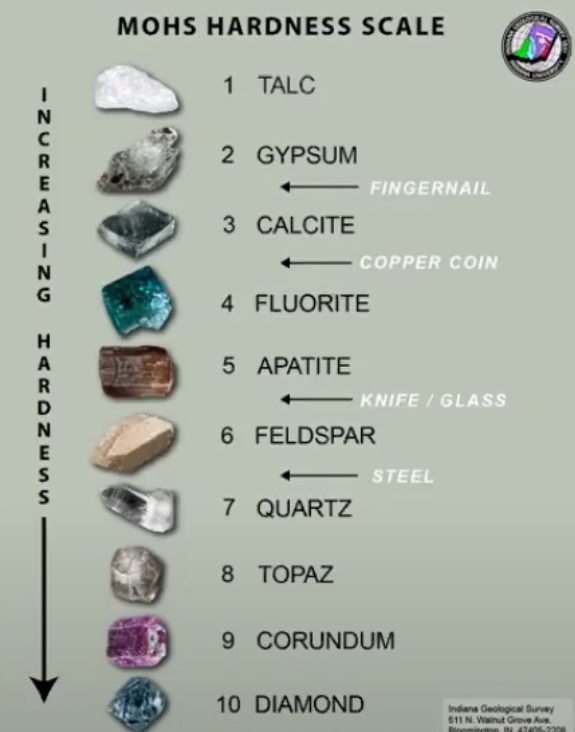 MOHS HARDNESS SCALE
INCREASING HARDNESS
1 TALC
2 GYPSUM
FINGERNAIL
3 CALCITE
COPPER COIN
4 FLUORITE
5 APATITE
KNIFE / GLASS
6 FELDSPAR
STEEL
7 QUARTZ
8 TOPAZ
9 CORUNDUM
10 DIAMOND
Indiana Geological Survey
611 N. Walnut Grove Ave.
Bloomington, IN 47405-2208